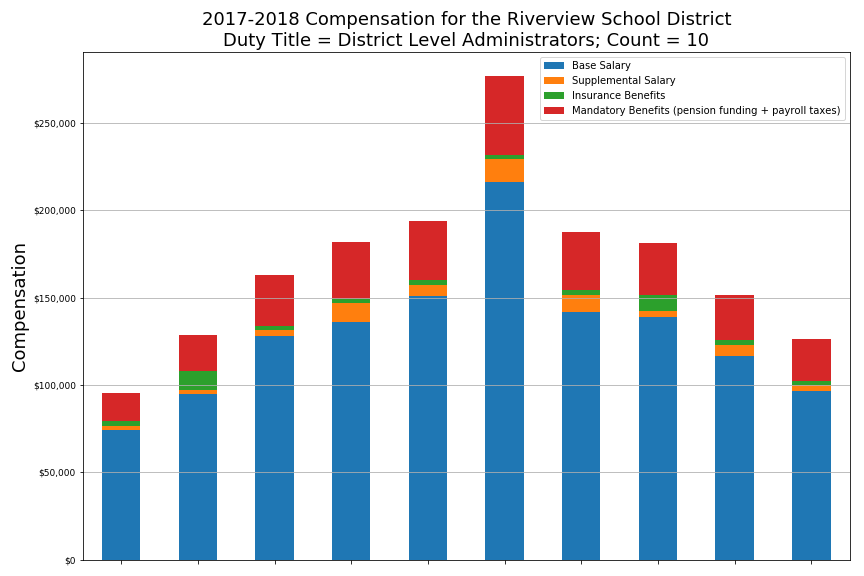 2017-2018 Compensation for the Riverview School District
Duty Title = District Level Administrators; Count = 10
Base Salary
Supplemental Salary
Insurance Benefits
Mandatory Benefits (pension funding + payroll taxes)
Compensation
$250,000
$200,000
$150,000
$100,000
$50,000
$0